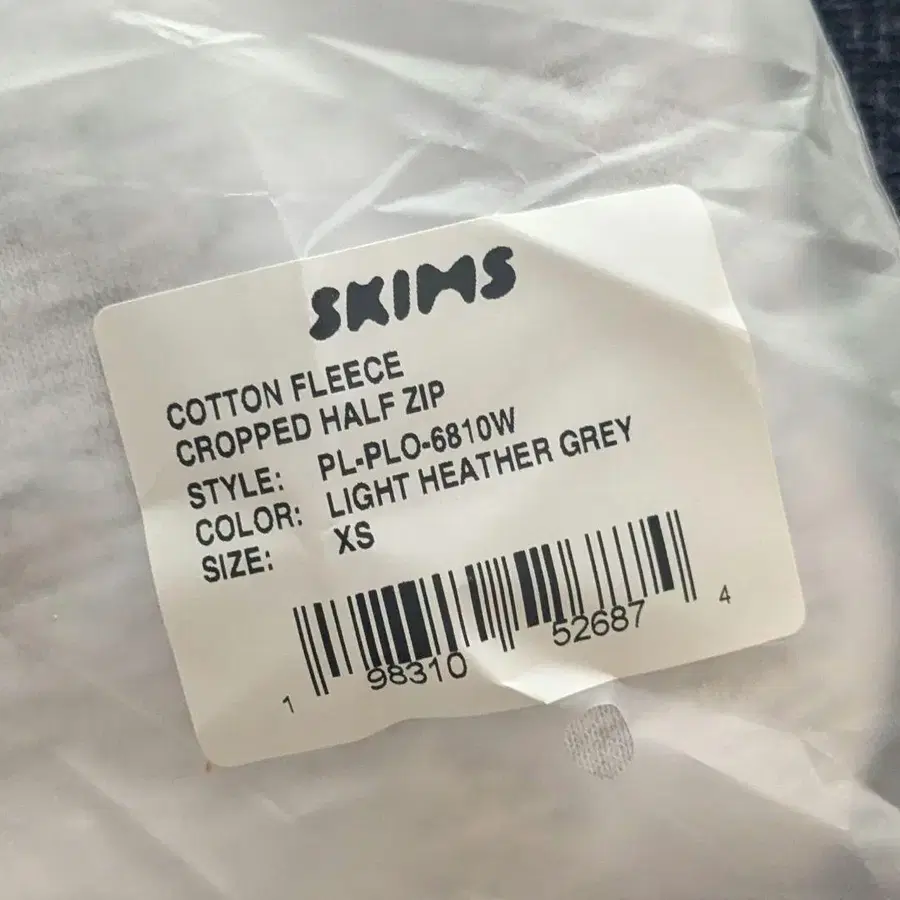 SKIMS
COTTON FLEECE
CROPPED HALF ZIP
STYLE: PL-PLO-6810W
COLOR: LIGHT HEATHER GREY
SIZE: XS
1 98310 52687 4